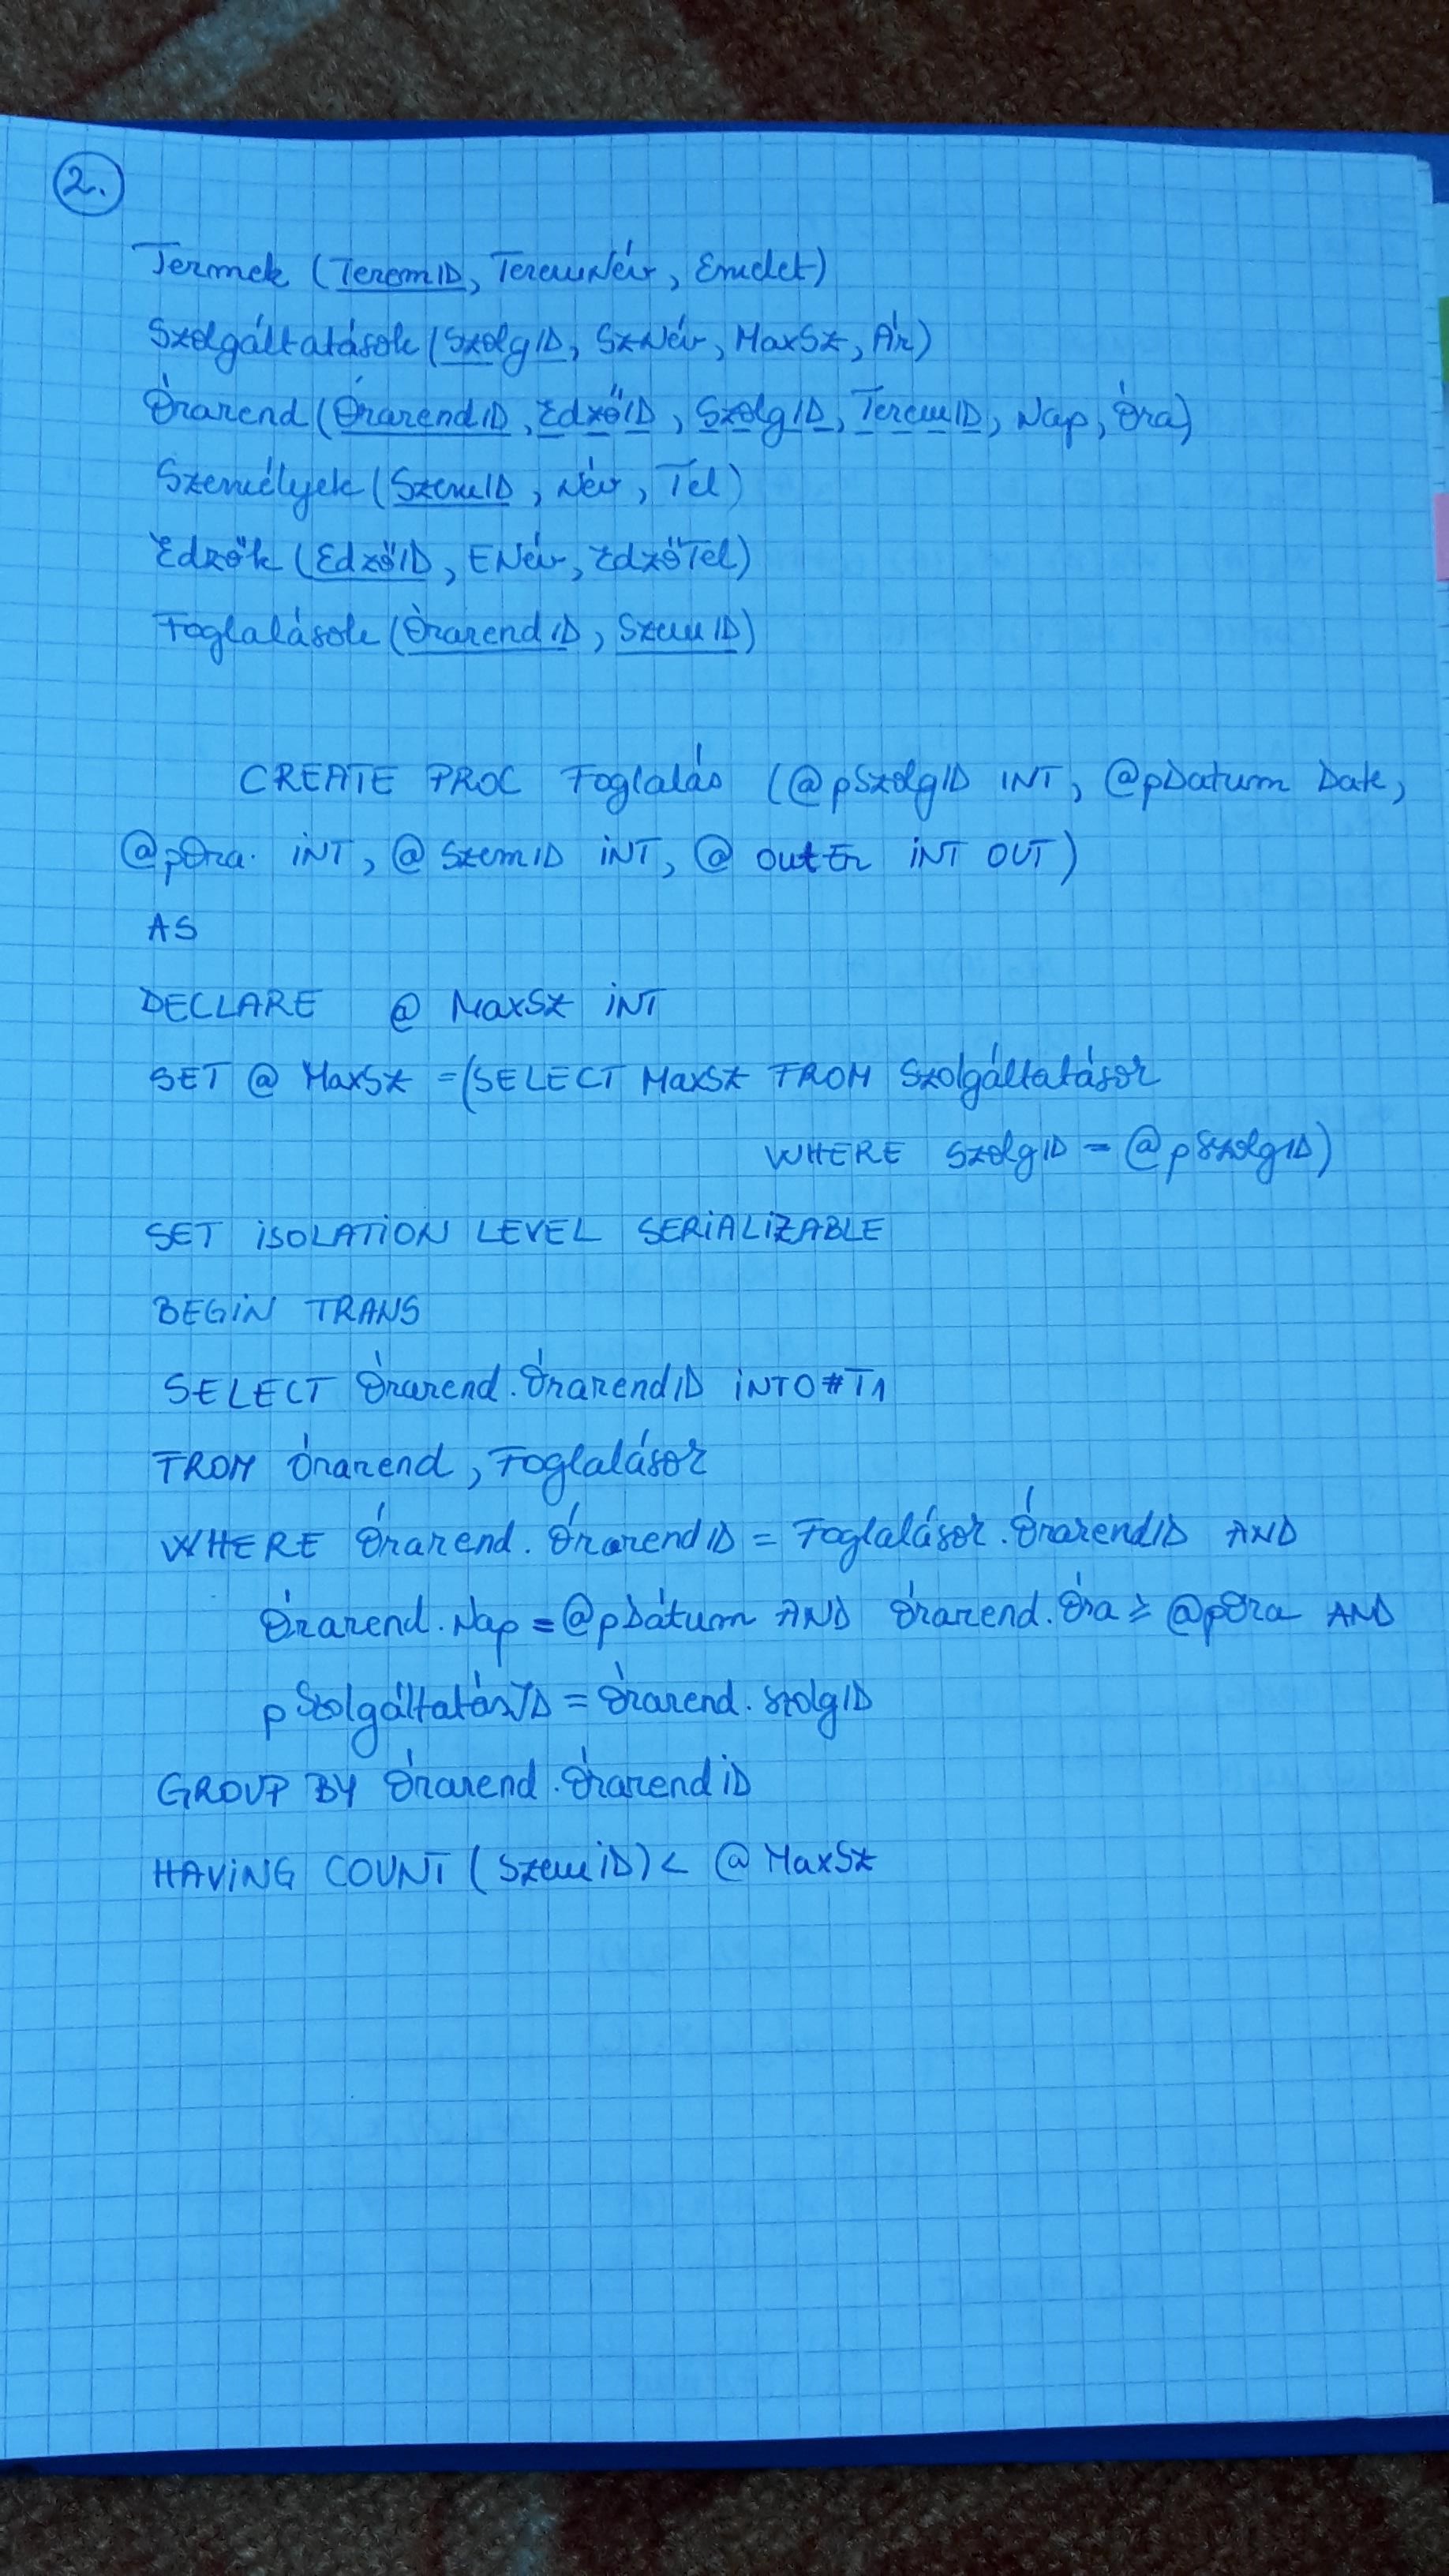 2.
Termek (TeremID, TeremNév, Emelet)
Szolgáltatások (SzolgID, SzNév, MaxSz, Ár)
Órarend (ÓrarendID, EdzőID, SzolgID, TeremID, Nap, Óra)
Személyek (SzemID, Név, Tel)
Edzők (EdzőID, ENév, EdzőTel)
Foglalások (ÓrarendID, SzemID)
CREATE PROC Foglalás (@pSzolgID INT, @pDatum Date,
@pOra INT, @SzemID INT, @outEr INT OUT)
AS
DECLARE @MaxSz INT
SET @MaxSz = (SELECT MaxSz FROM Szolgáltatások
WHERE SzolgID = @pSzolgID)
SET ISOLATION LEVEL SERIALIZABLE
BEGIN TRANS
SELECT Órarend.ÓrarendID INTO #T1
FROM Órarend, Foglalások
WHERE Órarend.ÓrarendID = Foglalások.ÓrarendID AND
Órarend.Nap = @pDátum AND Órarend.Óra ≥ @pOra AND
pSzolgáltatásID = Órarend.SzolgID
GROUP BY Órarend.ÓrarendID
HAVING COUNT (SzemID) < @MaxSz